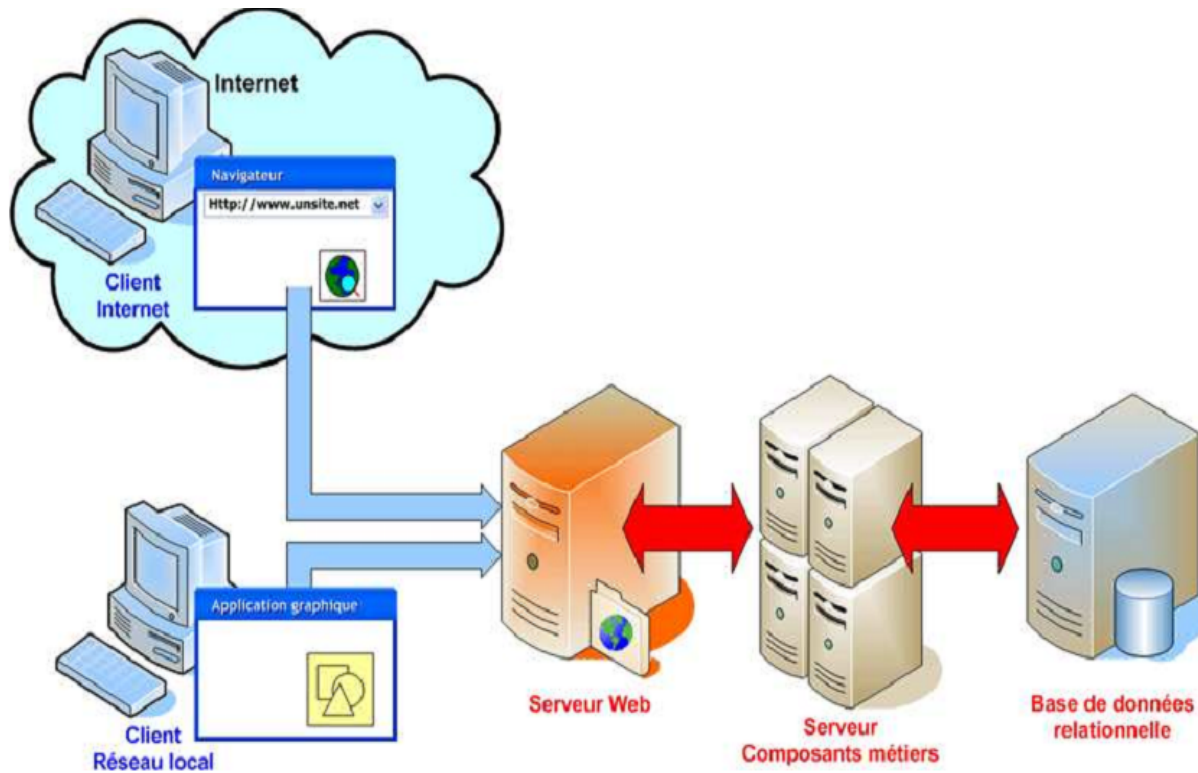 Internet
Navigateur
Http://www.unsite.net
Client
Internet
Application graphique
Client
Réseau local
Serveur Web
Serveur
Composants métiers
Base de données
relationnelle